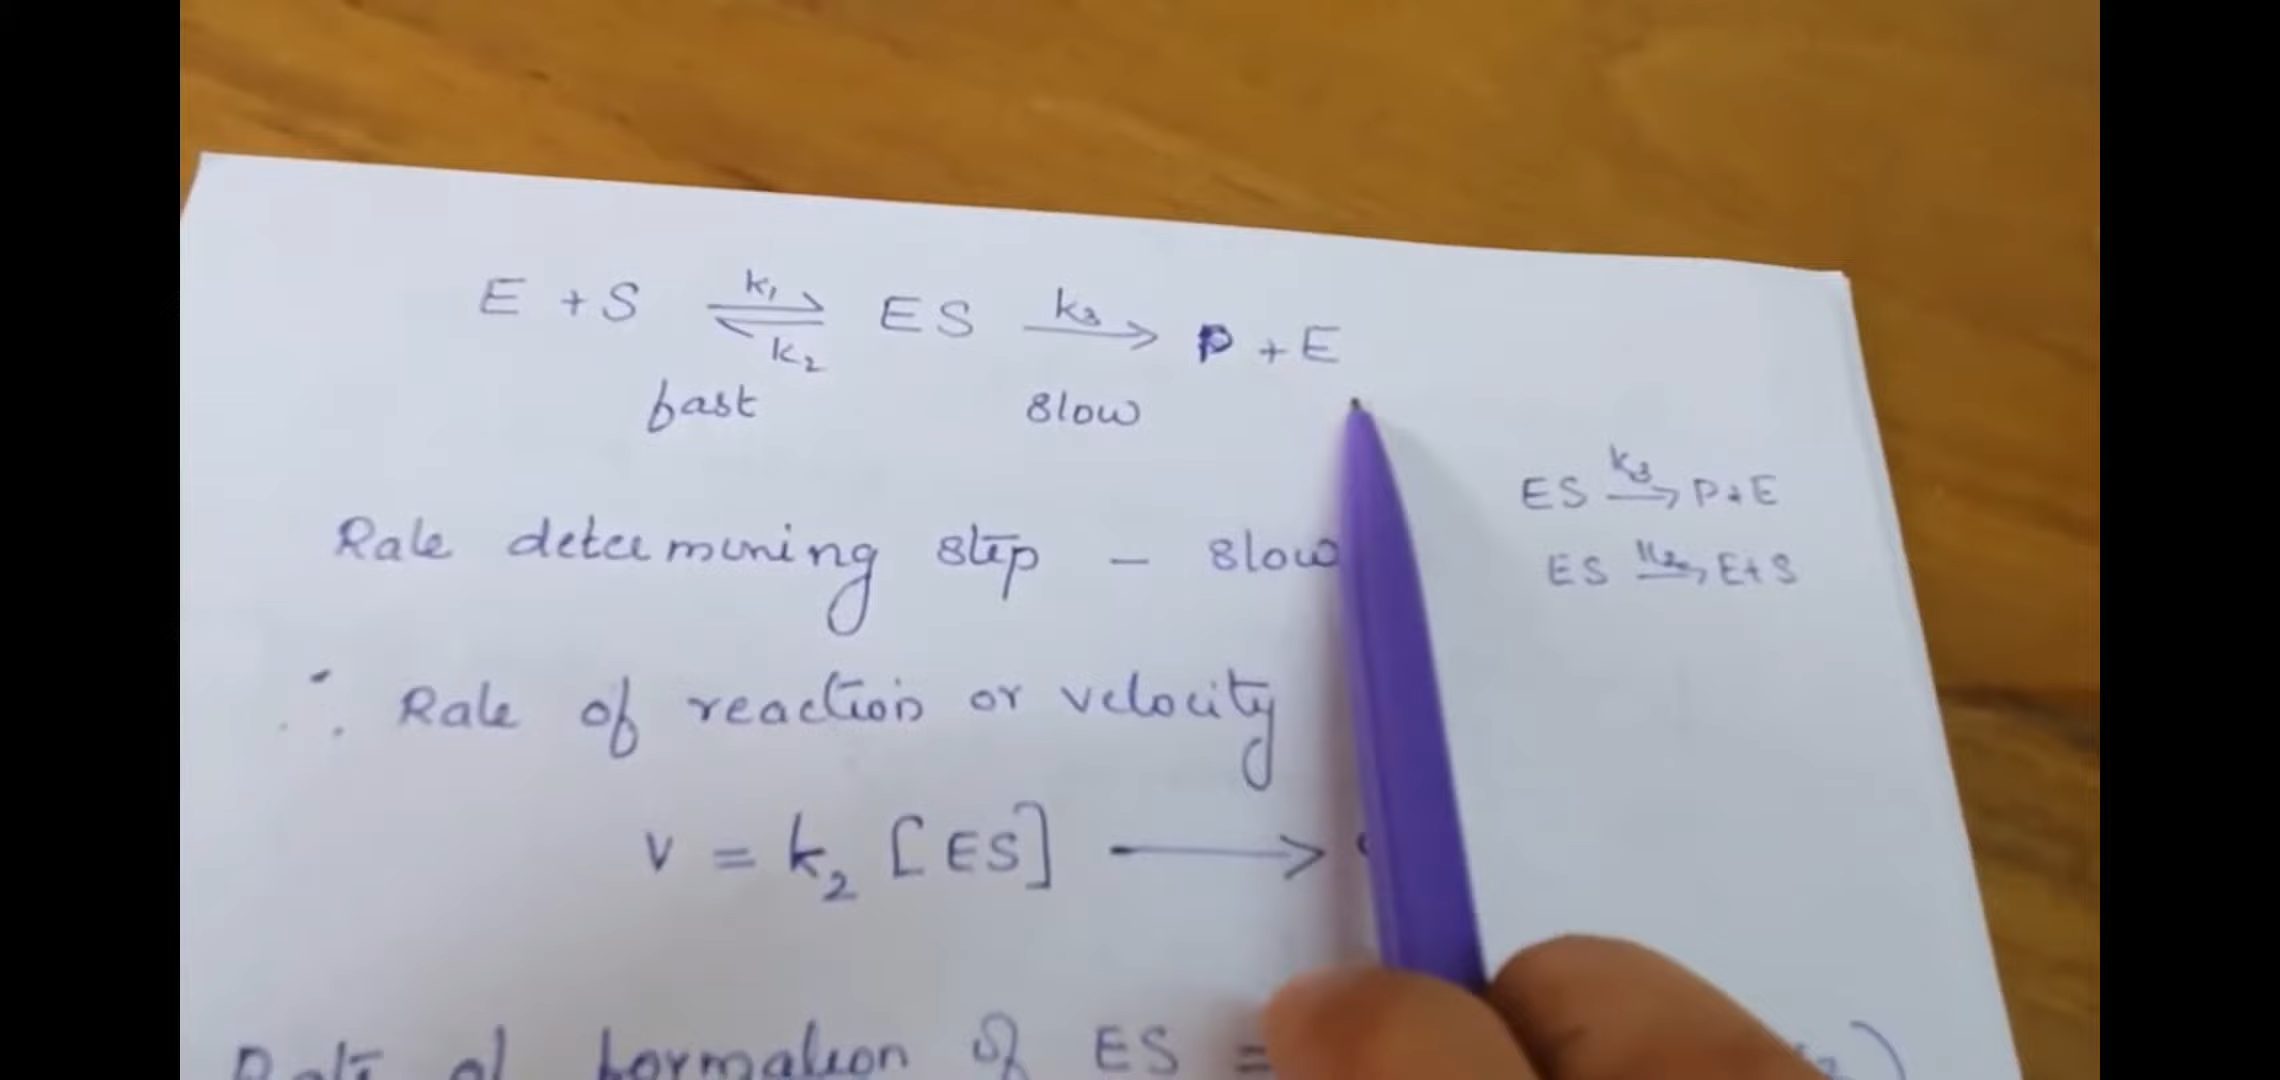 E + S ⇌ ES → P + E
k1 k3
k2
fast slow
ES k3→ P + E
Rate determining step – slow
ES k2→ E + S
∴ Rate of reaction or velocity
v = k2 [ES] →
Rate of formation of ES =